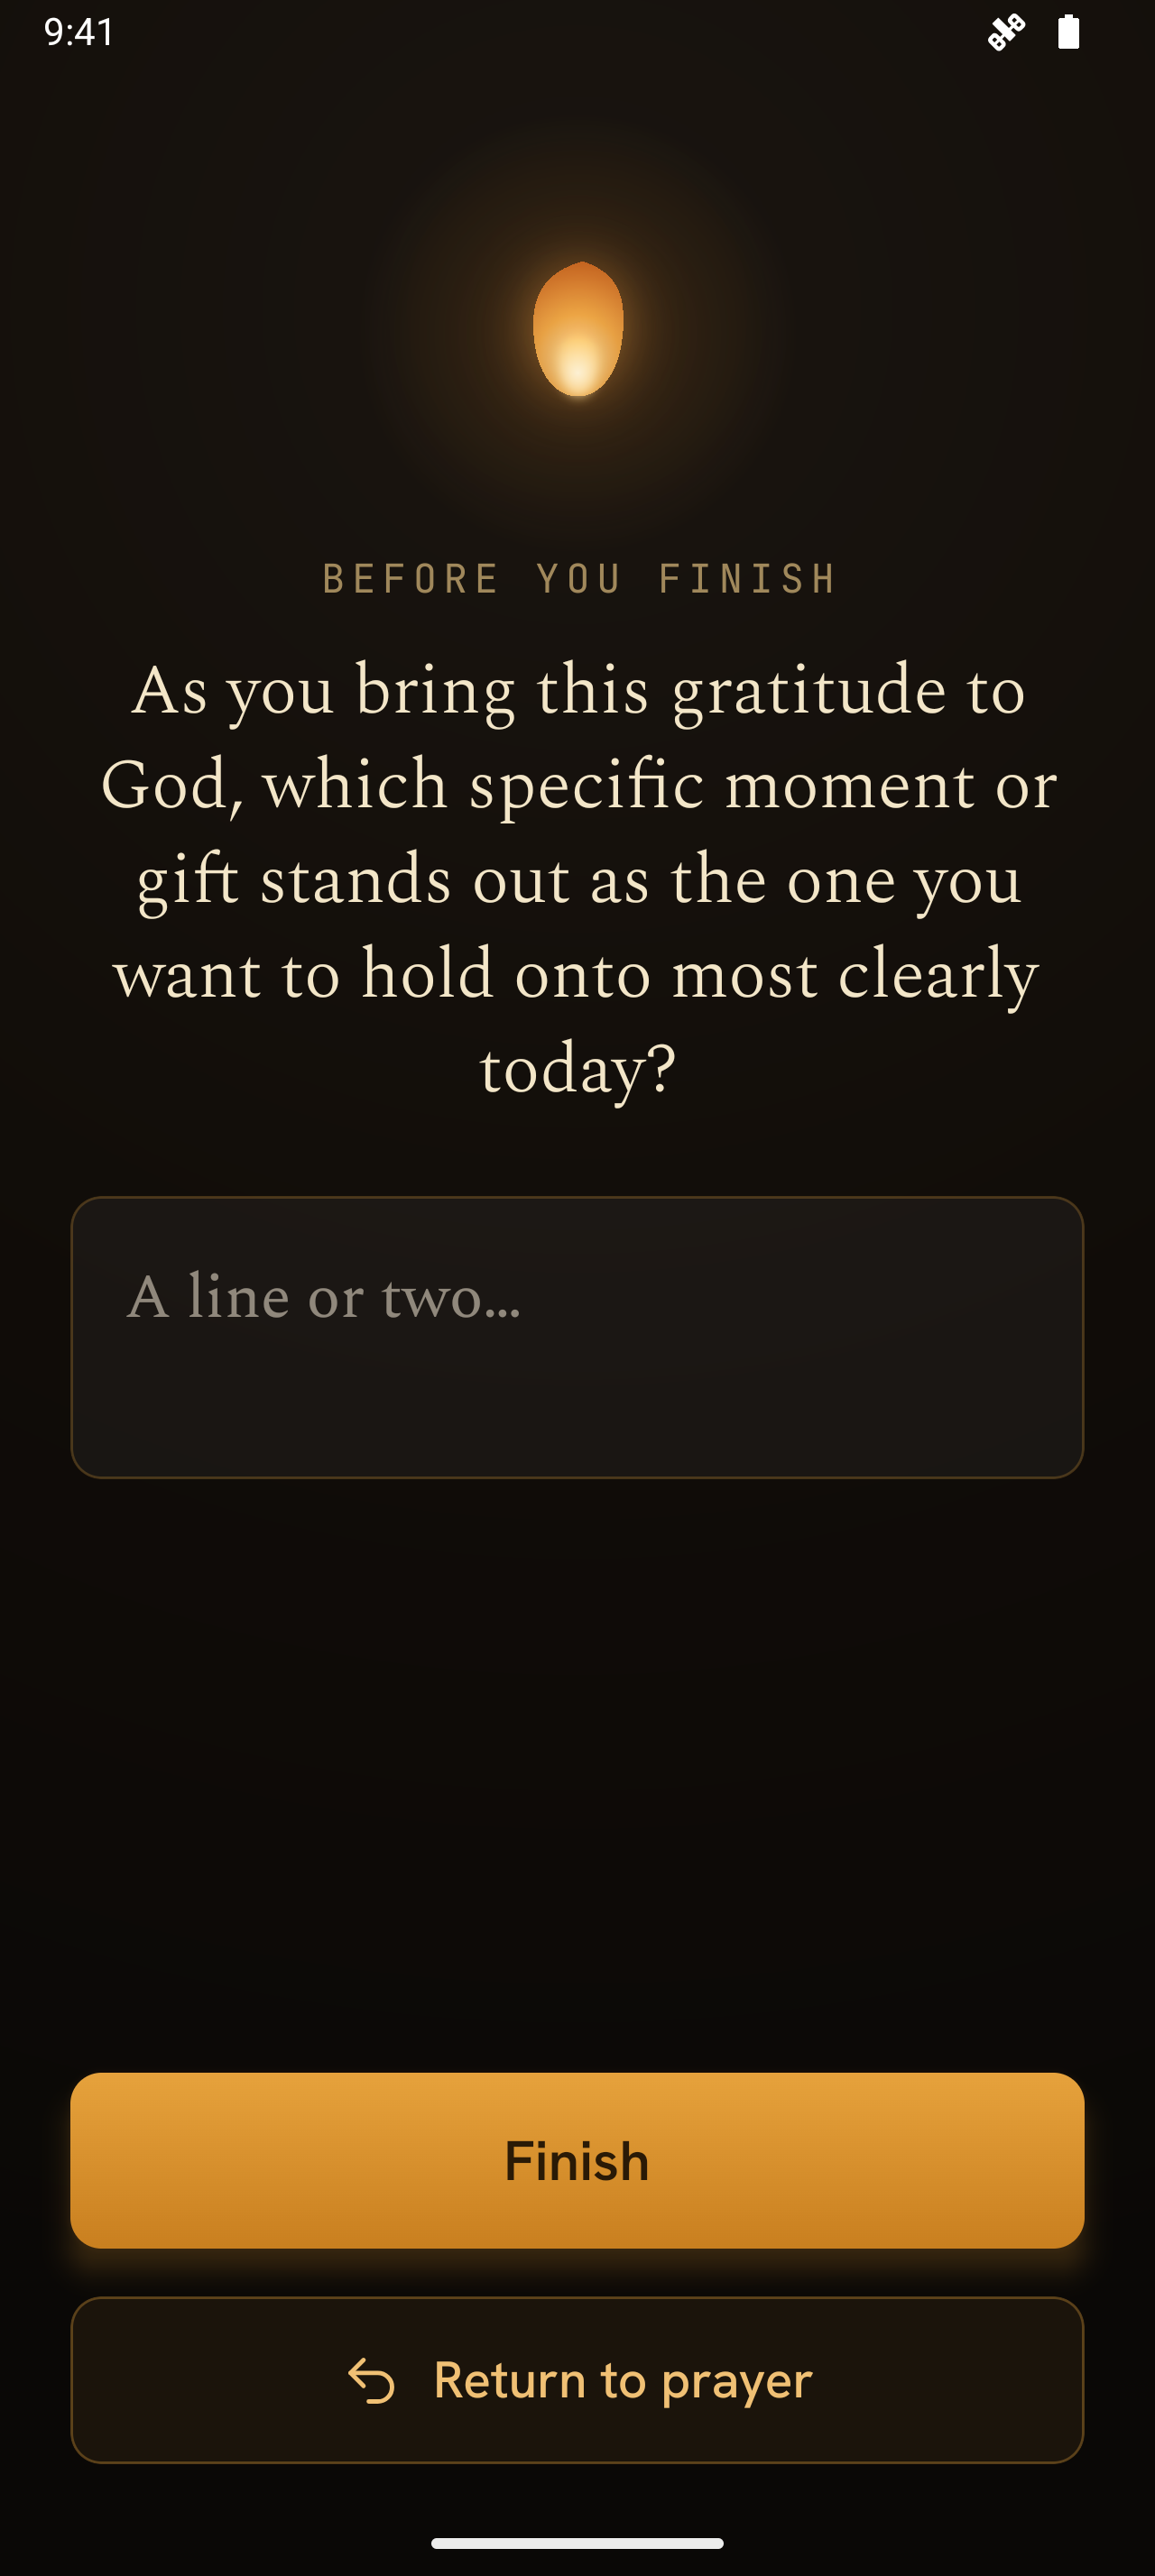 9:41
BEFORE YOU FINISH
As you bring this gratitude to
God, which specific moment or
gift stands out as the one you
want to hold onto most clearly
today?
A line or two...
Finish
Return to prayer